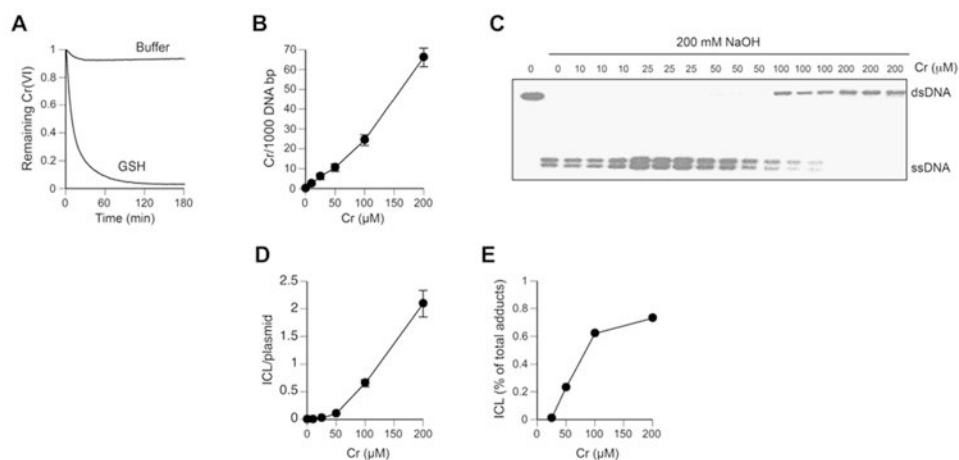 A
Remaining Cr(VI)
1
0.8
0.6
0.4
0.2
0
Buffer
GSH
0 60 120 180
Time (min)
B
Cr/1000 DNA bp
70
60
50
40
30
20
10
0
0 50 100 150 200
Cr (µM)
C
200 mM NaOH
0 0 10 10 10 25 25 25 50 50 50 100 100 100 200 200 200 Cr (µM)
dsDNA
ssDNA
D
ICL/plasmid
2.5
2
1.5
1
0.5
0
0 50 100 150 200
Cr (µM)
E
ICL (% of total adducts)
1
0.8
0.6
0.4
0.2
0
0 50 100 150 200
Cr (µM)